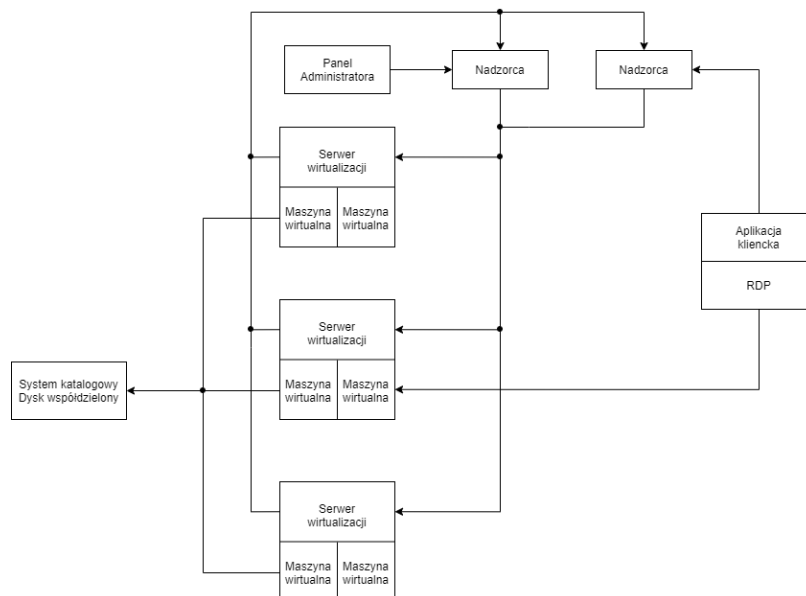 Panel
Administratora
Nadzorca
Nadzorca
Serwer
wirtualizacji
Maszyna
wirtualna
Maszyna
wirtualna
Aplikacja
kliencka
RDP
Serwer
wirtualizacji
Maszyna
wirtualna
Maszyna
wirtualna
System katalogowy
Dysk współdzielony
Serwer
wirtualizacji
Maszyna
wirtualna
Maszyna
wirtualna